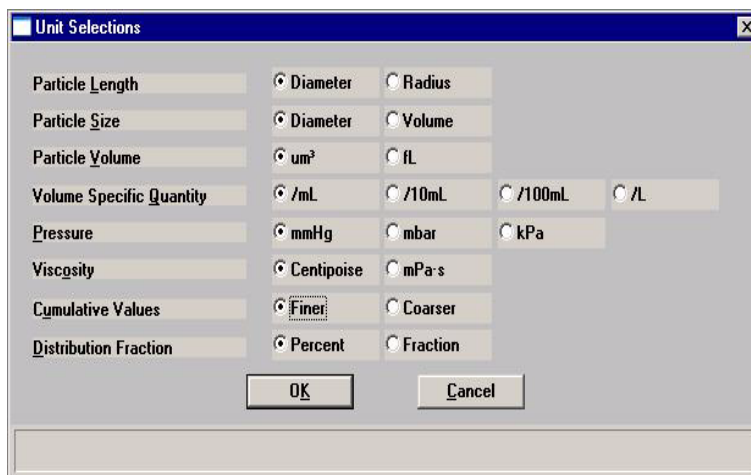 Unit Selections
Particle Length Diameter Radius
Particle Size Diameter Volume
Particle Volume um³ fL
Volume Specific Quantity /mL /10mL /100mL /L
Pressure mmHg mbar kPa
Viscosity Centipoise mPa·s
Cumulative Values Finer Coarser
Distribution Fraction Percent Fraction
OK Cancel